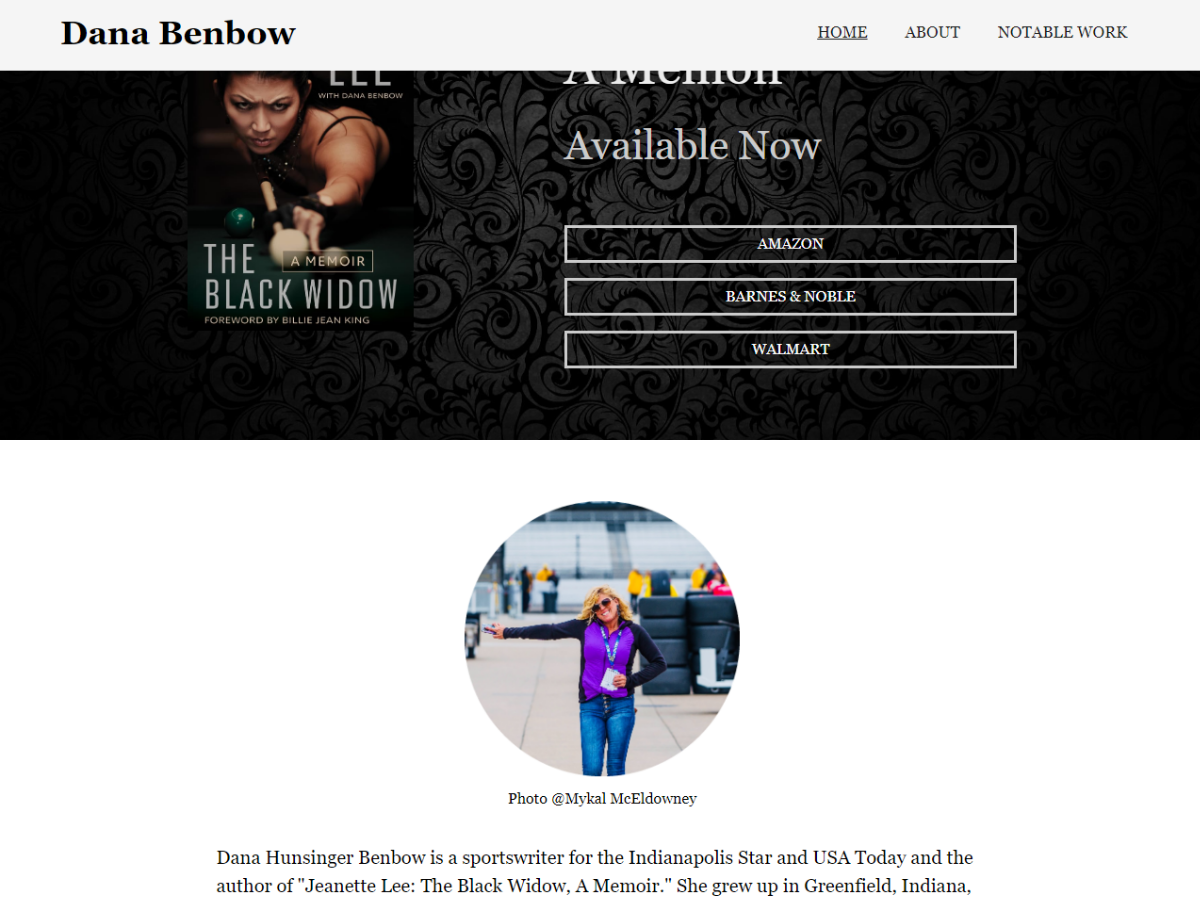 Dana Benbow
HOME
ABOUT
NOTABLE WORK
LEE
WITH DANA BENBOW
THE
A MEMOIR
BLACK WIDOW
FOREWORD BY BILLIE JEAN KING
A Memoir
Available Now
AMAZON
BARNES & NOBLE
WALMART
Photo @Mykal McEldowney
Dana Hunsinger Benbow is a sportswriter for the Indianapolis Star and USA Today and the
author of "Jeanette Lee: The Black Widow, A Memoir." She grew up in Greenfield, Indiana,